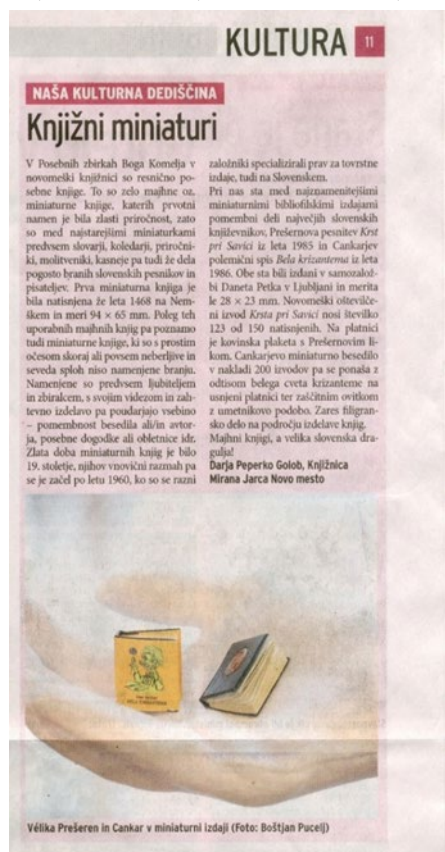 KULTURA 11
NAŠA KULTURNA DEDIŠČINA
Knjižni miniaturi
V Posebnih zbirkah Boga Komelja v
novomeški knjižnici so resnično po-
sebne knjige. To so zelo majhne oz.
miniaturne knjige, katerih prvotni
namen je bila zlasti priročnost, zato
so med najstarejšimi miniaturkami
predvsem slovarji, koledarji, priročni-
ki, molitveniki, kasneje pa tudi že dela
pogosto branih slovenskih pesnikov in
pisateljev. Prva miniaturna knjiga je
bila natisnjena že leta 1468 na Nem-
škem in meri 94 × 65 mm. Poleg teh
uporabnih majhnih knjig pa poznamo
tudi miniaturne knjige, ki so s prostim
očesom skoraj ali povsem neberljive in
seveda sploh niso namenjene branju.
Namenjene so predvsem ljubiteljem
in zbiralcem, s svojim videzom in zah-
tevno izdelavo pa poudarjajo vsebino
– pomembnost besedila ali/in avtor-
ja, posebne dogodke ali obletnice idr.
Zlata doba miniaturnih knjig je bilo
19. stoletje, njihov vnovični razmah pa
se je začel po letu 1960, ko so se razni
založniki specializirali prav za tovrstne
izdaje, tudi na Slovenskem.
Pri nas sta med najznamenitejšimi
miniaturnimi bibliofilskimi izdajami
pomembni deli največjih slovenskih
književnikov, Prešernova pesnitev Krst
pri Savici iz leta 1985 in Cankarjev
polemični spis Bela krizantema iz leta
1986. Obe sta bili izdani v samozalož-
bi Daneta Petka v Ljubljani in merita
le 28 × 23 mm. Novomeški oštevilče-
ni izvod Krsta pri Savici nosi številko
123 od 150 natisnjenih. Na platnici
je kovinska plaketa s Prešernovim li-
kom. Cankarjevo miniaturno besedilo
v nakladi 200 izvodov pa se ponaša z
odtisom belega cveta krizanteme na
usnjeni platnici ter zaščitnim ovitkom
z umetnikovo podobo. Zares filigran-
sko delo na področju izdelave knjig.
Majhni knjigi, a velika slovenska dra-
gulja!
Darja Peperko Golob, Knjižnica
Mirana Jarca Novo mesto
Vélika Prešeren in Cankar v miniaturni izdaji (Foto: Boštjan Pucelj)